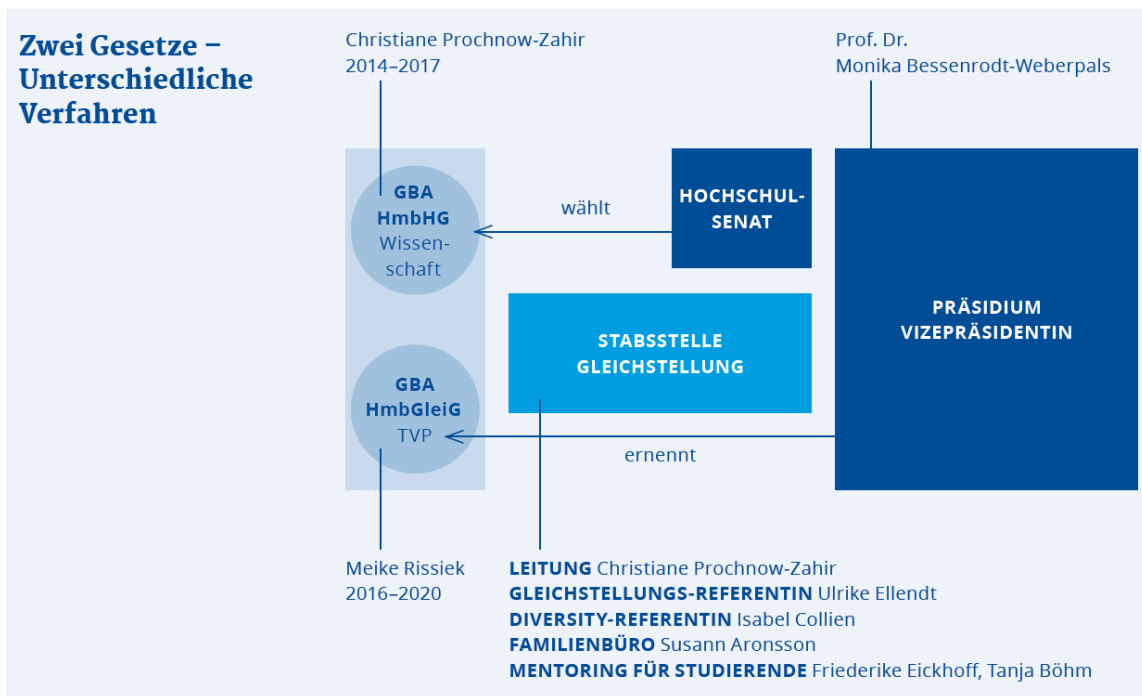 Zwei Gesetze –
Unterschiedliche
Verfahren
Christiane Prochnow-Zahir
2014–2017
Prof. Dr.
Monika Bessenrodt-Weberpals
GBA
HmbHG
Wissen-
schaft
wählt
HOCHSCHUL-
SENAT
PRÄSIDIUM
VIZEPRÄSIDENTIN
STABSSTELLE
GLEICHSTELLUNG
GBA
HmbGleiG
TVP
ernennt
Meike Rissiek
2016–2020
LEITUNG Christiane Prochnow-Zahir
GLEICHSTELLUNGS-REFERENTIN Ulrike Ellendt
DIVERSITY-REFERENTIN Isabel Collien
FAMILIENBÜRO Susann Aronsson
MENTORING FÜR STUDIERENDE Friederike Eickhoff, Tanja Böhm